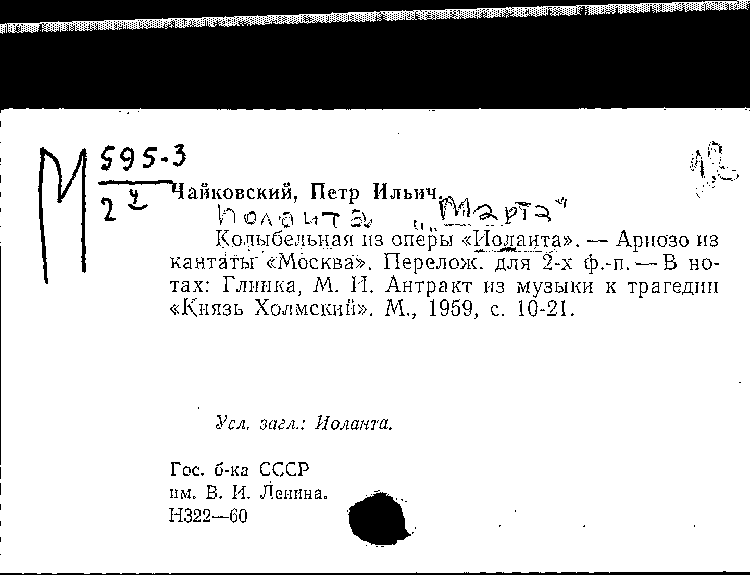 М 595-3
2
Чайковский, Петр Ильич.
Иоланта „Марта"
Колыбельная из оперы «Иоланта». — Ариозо из
кантаты «Москва». Перелож. для 2-х ф.-п. — В но-
тах: Глинка, М. И. Антракт из музыки к трагедии
«Князь Холмский». М., 1959, с. 10-21.
Усл. загл.: Иоланта.
Гос. б-ка СССР
им. В. И. Ленина.
Н322—60